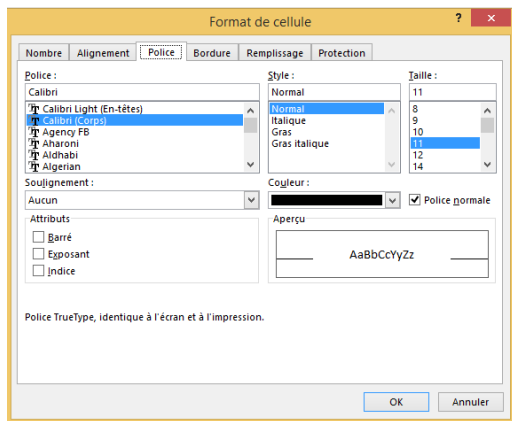 Format de cellule
?
Nombre Alignement Police Bordure Remplissage Protection
Police : Style : Taille :
Calibri Normal 11
Calibri Light (En-têtes) Normal 8
Calibri (Corps) Italique 9
Agency FB Gras 10
Aharoni Gras italique 11
Aldhabi 12
Algerian 14
Soulignement : Couleur :
Aucun Police normale
Attributs Aperçu
Barré
Exposant AaBbCcYyZz
Indice
Police TrueType, identique à l'écran et à l'impression.
OK Annuler